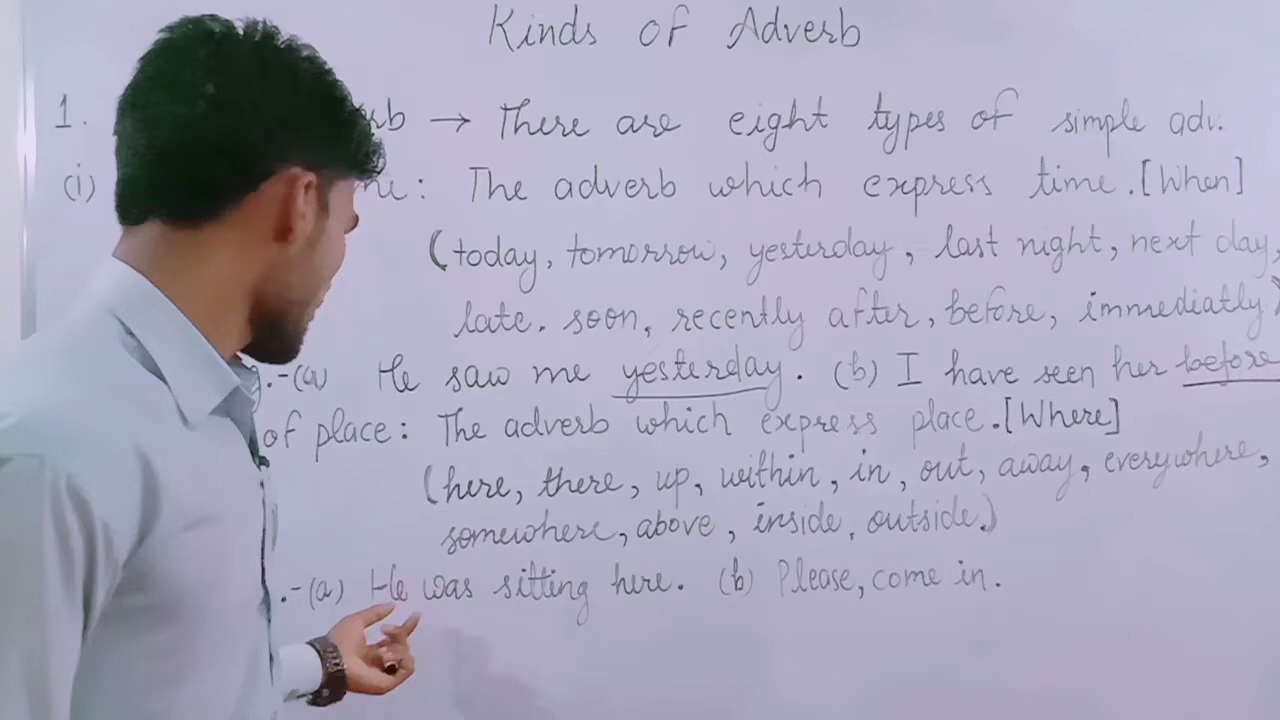 Kinds of Adverb
1. → There are eight types of simple adv.
(i) : The adverb which express time. [When]
(today, tomorrow, yesterday, last night, next day,
late. soon, recently after, before, immediatly)
-(a) He saw me yesterday. (b) I have seen her before
of place: The adverb which express place. [Where]
(here, there, up, within, in, out, away, everywhere,
somewhere, above, inside, outside.)
-(a) He was sitting here. (b) Please, come in.